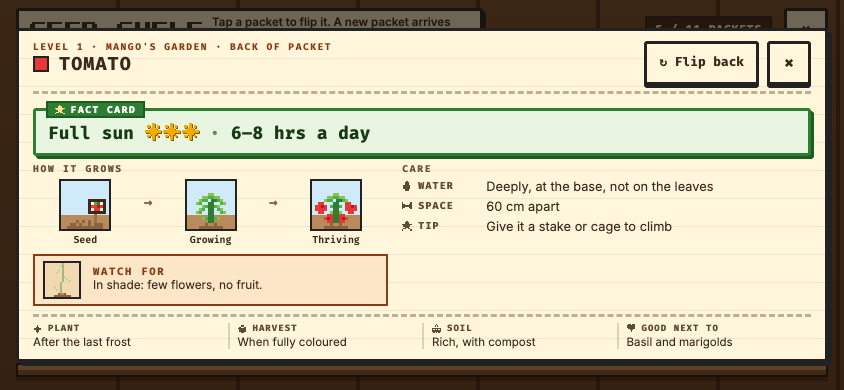 Tap a packet to flip it. A new packet arrives
LEVEL 1 · MANGO'S GARDEN · BACK OF PACKET
TOMATO
↻ Flip back
✖
FACT CARD
Full sun · 6–8 hrs a day
HOW IT GROWS
→
→
Seed
Growing
Thriving
CARE
WATER Deeply, at the base, not on the leaves
SPACE 60 cm apart
TIP Give it a stake or cage to climb
WATCH FOR
In shade: few flowers, no fruit.
PLANT
After the last frost
HARVEST
When fully coloured
SOIL
Rich, with compost
GOOD NEXT TO
Basil and marigolds